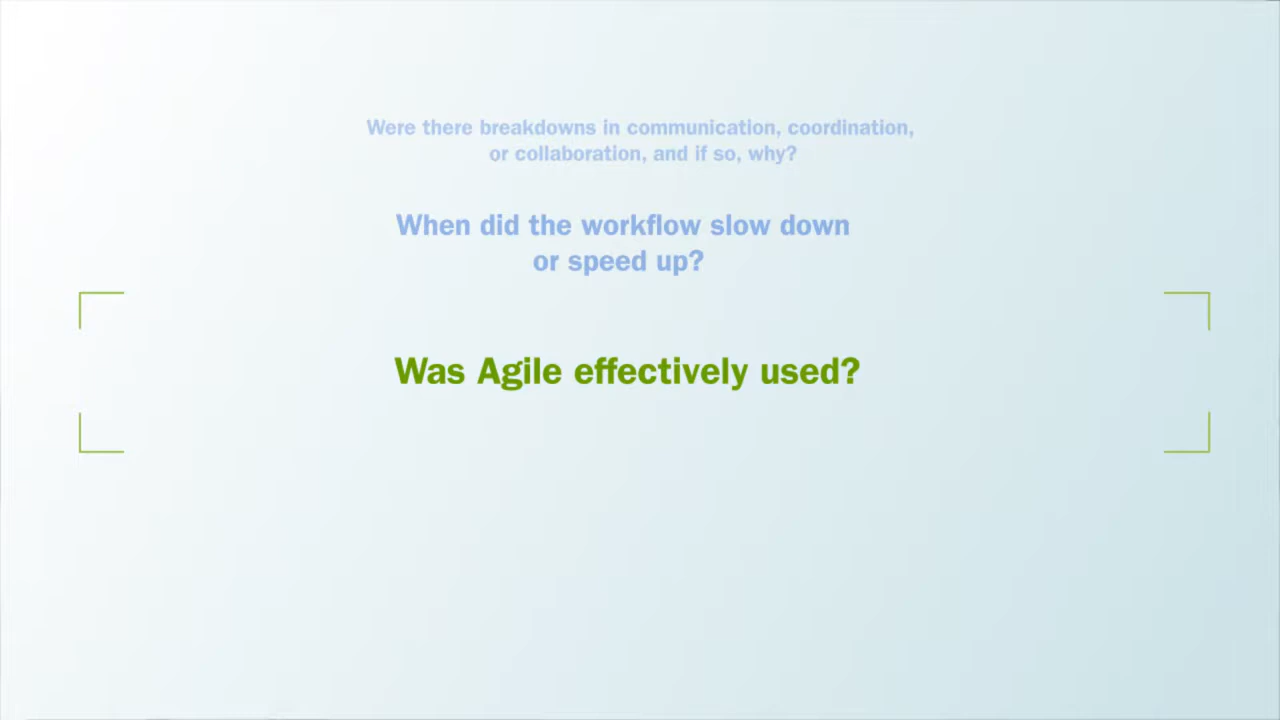 Were there breakdowns in communication, coordination,
or collaboration, and if so, why?
When did the workflow slow down
or speed up?
Was Agile effectively used?